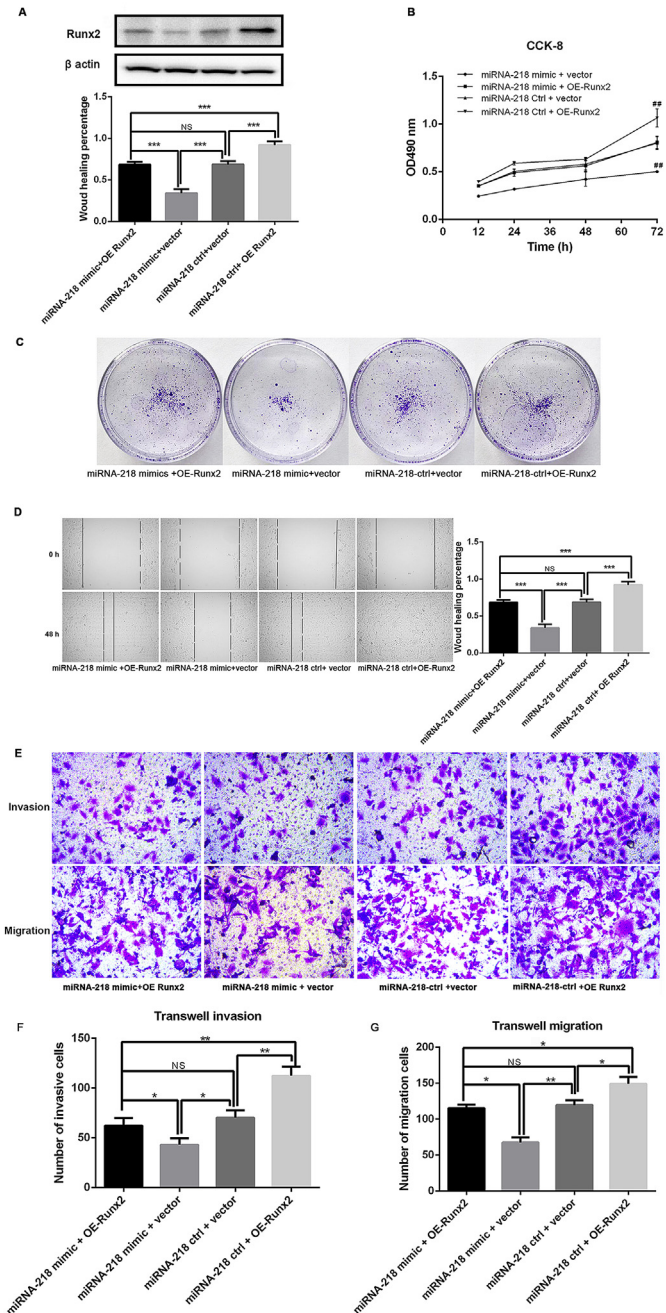 A
Runx2
β actin
Woud healing percentage
1.0
0.5
0.0
***
NS
***
***
***
miRNA-218 mimic+OE Runx2
miRNA-218 mimic+vector
miRNA-218 ctrl+vector
miRNA-218 ctrl+ OE Runx2
B
CCK-8
OD490 nm
1.5
1.0
0.5
0.0
miRNA-218 mimic + vector
miRNA-218 mimic + OE-Runx2
miRNA-218 Ctrl + vector
miRNA-218 Ctrl + OE-Runx2
##
##
0 12 24 36 48 60 72
Time (h)
C
miRNA-218 mimics +OE-Runx2 miRNA-218 mimic+vector miRNA-218-ctrl+vector miRNA-218-ctrl+OE-Runx2
D
0 h
48 h
miRNA-218 mimic +OE-Runx2 miRNA-218 mimic+vector miRNA-218 ctrl+ vector miRNA-218 ctrl+OE-Runx2
Woud healing percentage
1.5
1.0
0.5
0.0
***
NS
***
***
***
miRNA-218 mimic+OE Runx2
miRNA-218 mimic+vector
miRNA-218 ctrl+vector
miRNA-218 ctrl+ OE Runx2
E
Invasion
Migration
miRNA-218 mimic+OE Runx2 miRNA-218 mimic + vector miRNA-218-ctrl +vector miRNA-218-ctrl +OE Runx2
F
Transwell invasion
Number of invasive cells
150
100
50
0
**
NS
**
*
*
miRNA-218 mimic + OE-Runx2
miRNA-218 mimic + vector
miRNA-218 ctrl + vector
miRNA-218 ctrl + OE-Runx2
G
Transwell migration
Number of migration cells
200
150
100
50
0
*
NS
*
*
**
miRNA-218 mimic + OE-Runx2
miRNA-218 mimic + vector
miRNA-218 ctrl + vector
miRNA-218 ctrl + OE-Runx2